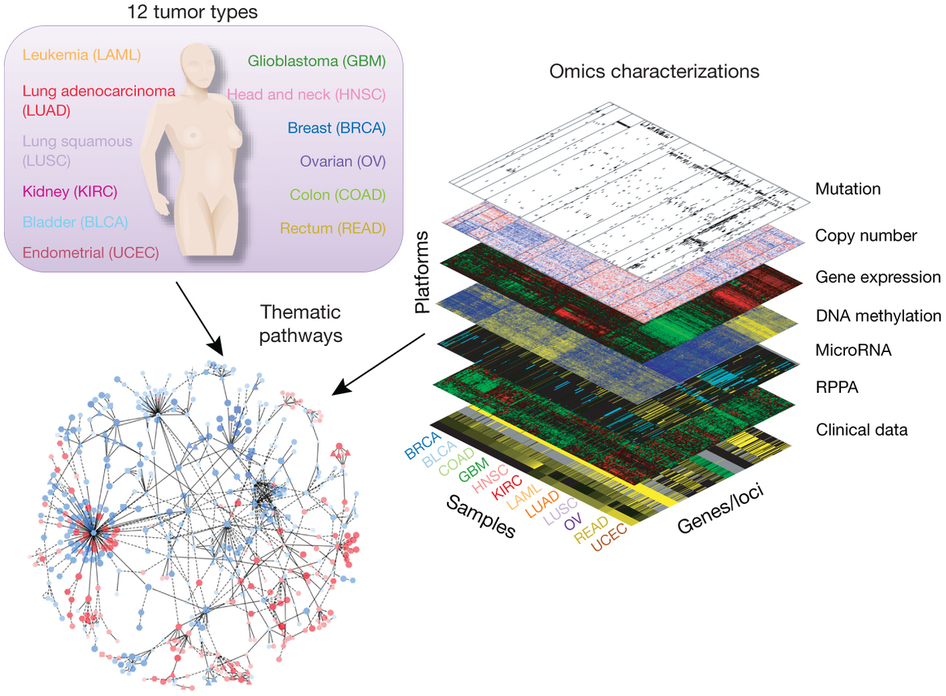 12 tumor types
Leukemia (LAML)
Lung adenocarcinoma
(LUAD)
Lung squamous
(LUSC)
Kidney (KIRC)
Bladder (BLCA)
Endometrial (UCEC)
Glioblastoma (GBM)
Head and neck (HNSC)
Breast (BRCA)
Ovarian (OV)
Colon (COAD)
Rectum (READ)
Thematic
pathways
Omics characterizations
Platforms
Mutation
Copy number
Gene expression
DNA methylation
MicroRNA
RPPA
Clinical data
BRCA
BLCA
COAD
GBM
HNSC
KIRC
LAML
LUAD
LUSC
OV
READ
UCEC
Samples
Genes/loci